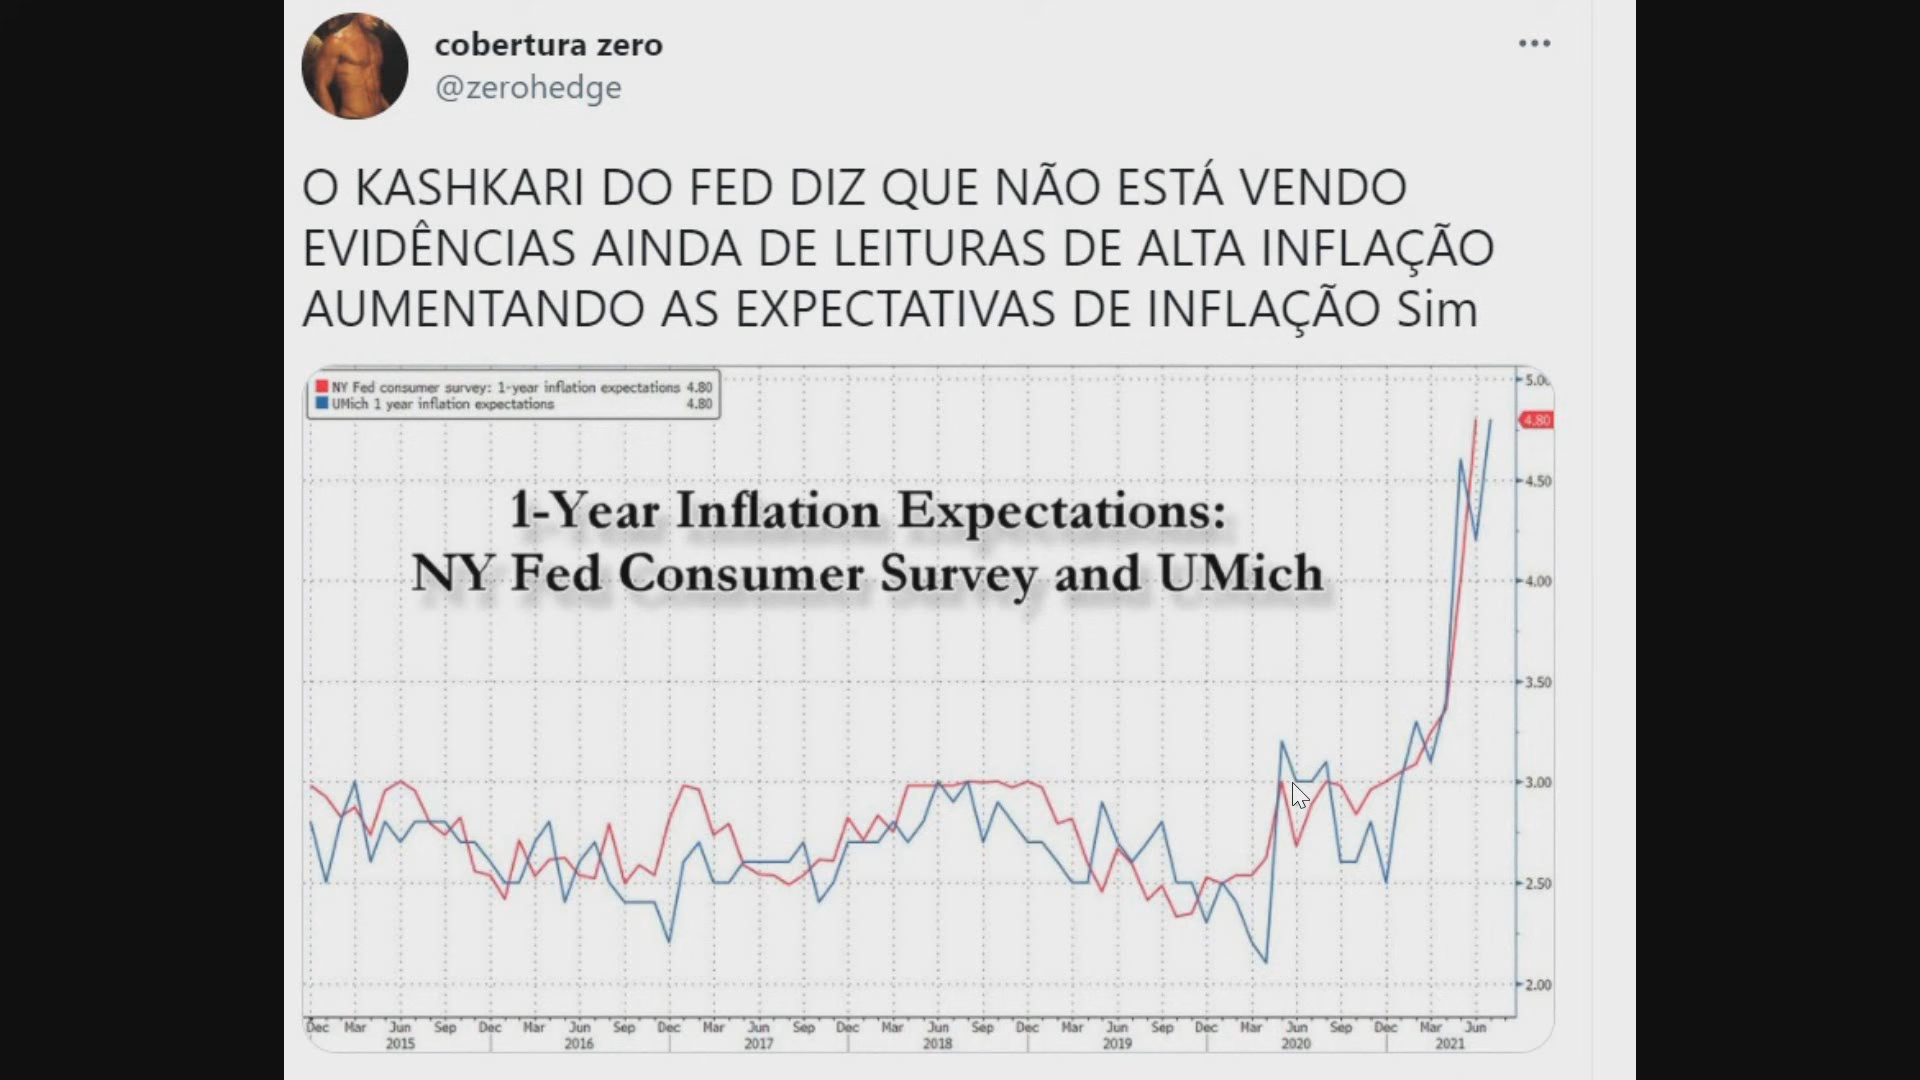 cobertura zero
@zerohedge
O KASHKARI DO FED DIZ QUE NÃO ESTÁ VENDO
EVIDÊNCIAS AINDA DE LEITURAS DE ALTA INFLAÇÃO
AUMENTANDO AS EXPECTATIVAS DE INFLAÇÃO Sim
NY Fed consumer survey: 1-year inflation expectations 4.80
UMich 1 year inflation expectations 4.80
1-Year Inflation Expectations:
NY Fed Consumer Survey and UMich
5.00
4.80
4.50
4.00
3.50
3.00
2.50
2.00
Dec Mar Jun Sep Dec Mar Jun Sep Dec Mar Jun Sep Dec Mar Jun Sep Dec Mar Jun Sep Dec Mar Jun Sep Dec Mar Jun
2015 2016 2017 2018 2019 2020 2021